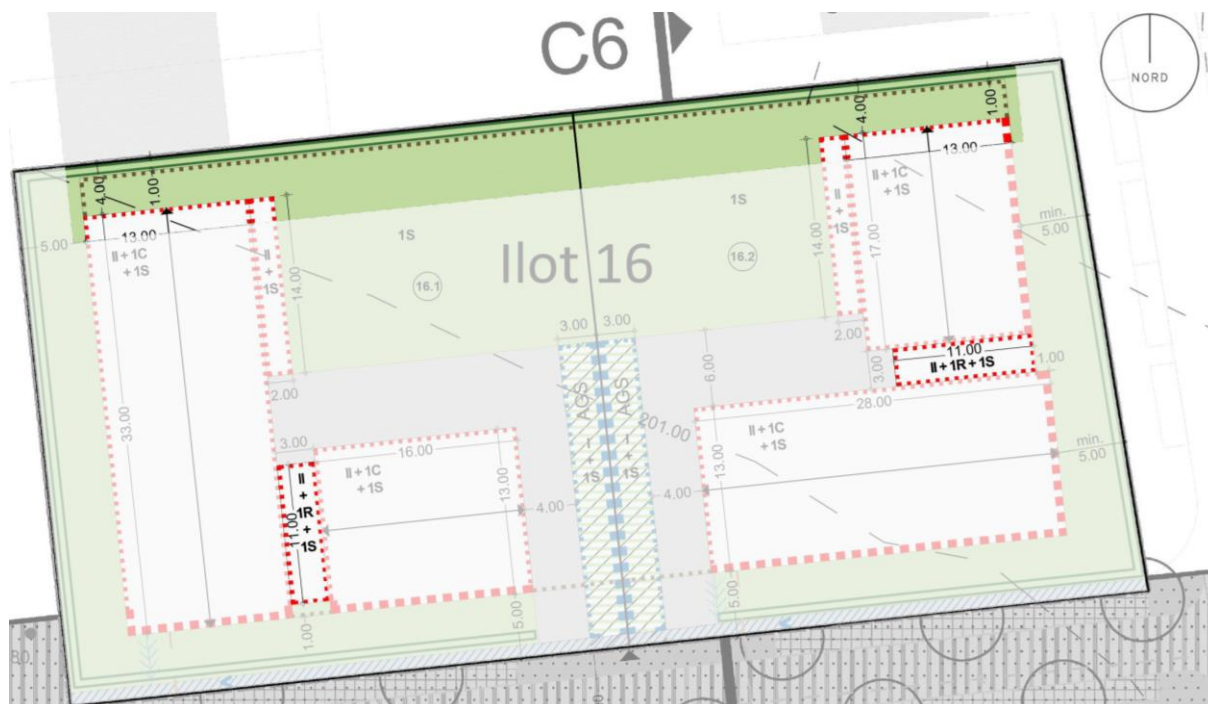 C6
NORD
4.00
1.00
4.00
1.00
5.00
13.00
II + 1C
+ 1S
II
+
1S
14.00
1S
16.1
Ilot 16
1S
16.2
14.00
II
+
1S
17.00
13.00
II + 1C
+ 1S
min.
5.00
33.00
2.00
3.00
3.00
AGS
–
+
1S
AGS
–
+
1S
6.00
201.00
2.00
3.00
11.00
II + 1R + 1S
1.00
28.00
II + 1C
+ 1S
13.00
min.
5.00
3.00
16.00
II + 1C
+ 1S
13.00
II
+
1R
+
1S
11.00
4.00
4.00
1.00
5.00
5.00